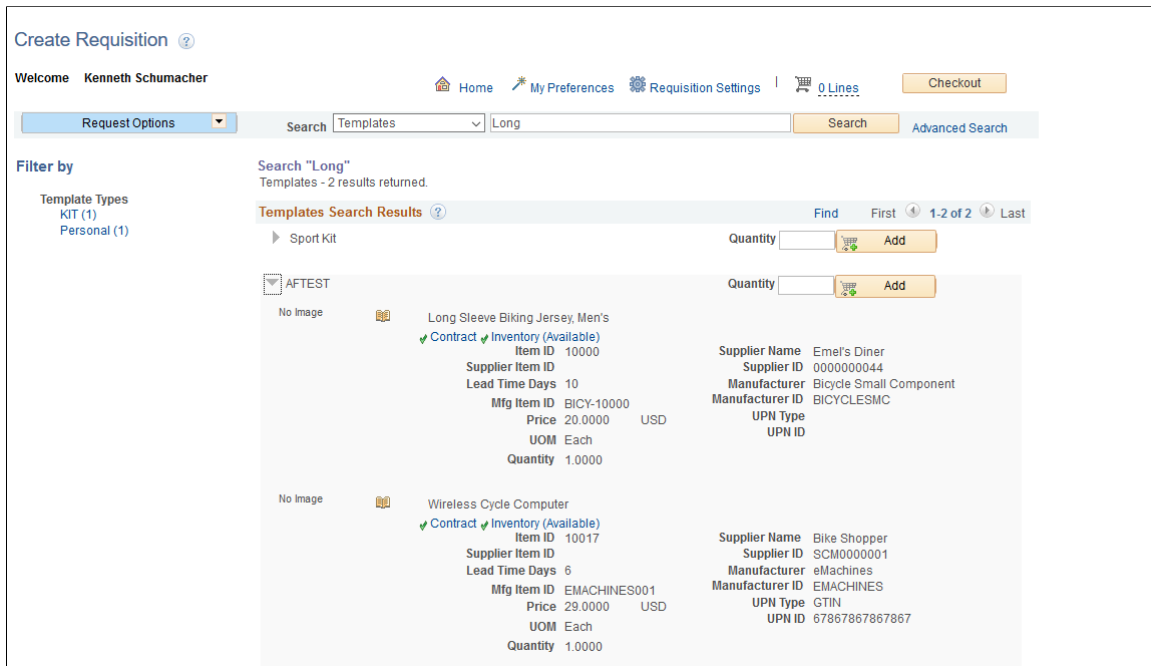 Create Requisition ?
Welcome Kenneth Schumacher
Home My Preferences Requisition Settings | 0 Lines Checkout
Request Options Search Templates Long Search Advanced Search
Filter by
Template Types
KIT (1)
Personal (1)
Search "Long"
Templates - 2 results returned.
Templates Search Results ? Find First 1-2 of 2 Last
Sport Kit Quantity Add
AFTEST Quantity Add
No Image Long Sleeve Biking Jersey, Men's
Contract Inventory (Available)
Item ID 10000 Supplier Name Emel's Diner
Supplier Item ID Supplier ID 0000000044
Lead Time Days 10 Manufacturer Bicycle Small Component
Mfg Item ID BICY-10000 Manufacturer ID BICYCLESMC
Price 20.0000 USD UPN Type
UOM Each UPN ID
Quantity 1.0000
No Image Wireless Cycle Computer
Contract Inventory (Available)
Item ID 10017 Supplier Name Bike Shopper
Supplier Item ID Supplier ID SCM0000001
Lead Time Days 6 Manufacturer eMachines
Mfg Item ID EMACHINES001 Manufacturer ID EMACHINES
Price 29.0000 USD UPN Type GTIN
UOM Each UPN ID 67867867867867
Quantity 1.0000